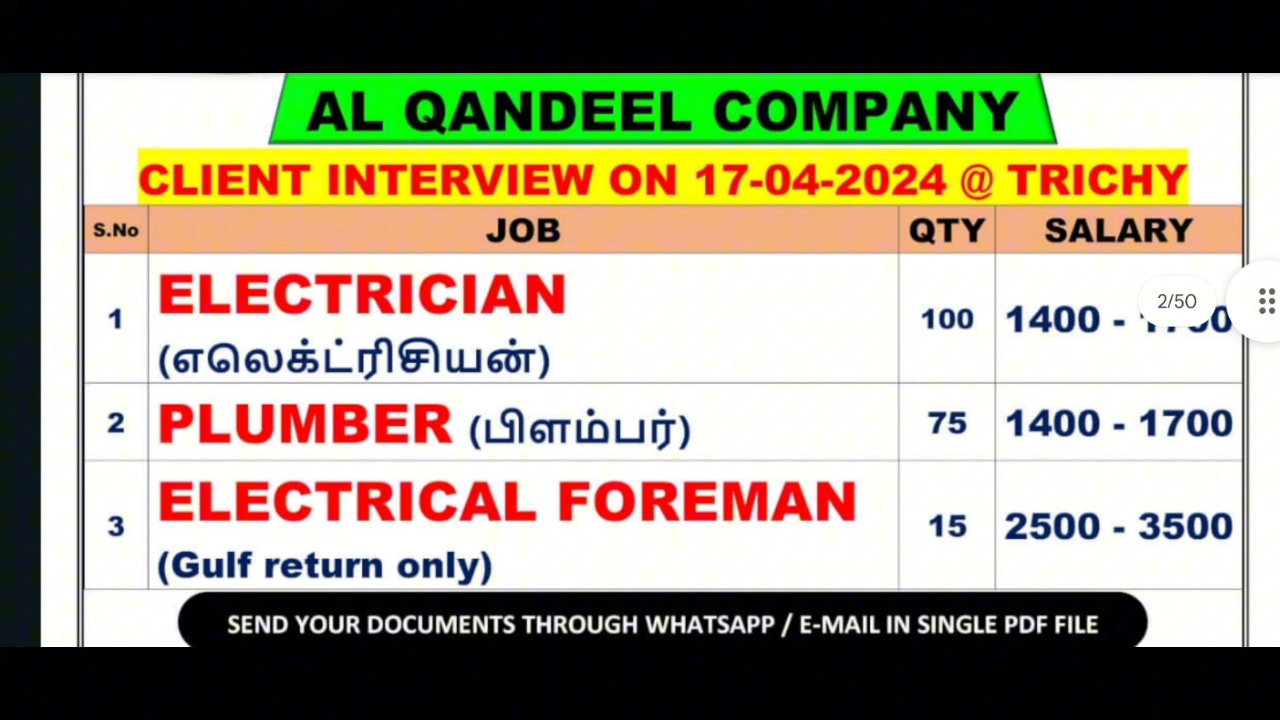 AL QANDEEL COMPANY
CLIENT INTERVIEW ON 17-04-2024 @ TRICHY
S.No JOB QTY SALARY
1 ELECTRICIAN 100 1400 -
(எலெக்ட்ரிசியன்)
2/50
2 PLUMBER (பிளம்பர்) 75 1400 - 1700
3 ELECTRICAL FOREMAN 15 2500 - 3500
(Gulf return only)
SEND YOUR DOCUMENTS THROUGH WHATSAPP / E-MAIL IN SINGLE PDF FILE